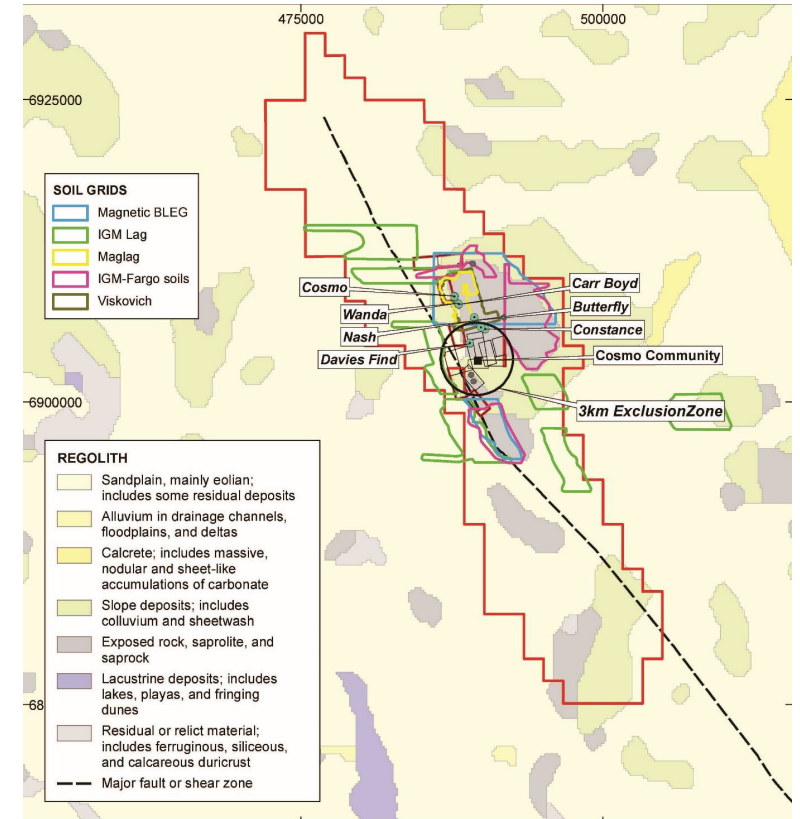 475000
500000
6925000
SOIL GRIDS
Magnetic BLEG
IGM Lag
Maglag
IGM-Fargo soils
Viskovich
Cosmo
Wanda
Nash
Davies Find
Carr Boyd
Butterfly
Constance
Cosmo Community
3km ExclusionZone
6900000
REGOLITH
Sandplain, mainly eolian;
includes some residual deposits
Alluvium in drainage channels,
floodplains, and deltas
Calcrete; includes massive,
nodular and sheet-like
accumulations of carbonate
Slope deposits; includes
colluvium and sheetwash
Exposed rock, saprolite, and
saprock
Lacustrine deposits; includes
lakes, playas, and fringing
dunes
Residual or relict material;
includes ferruginous, siliceous,
and calcareous duricrust
Major fault or shear zone
68